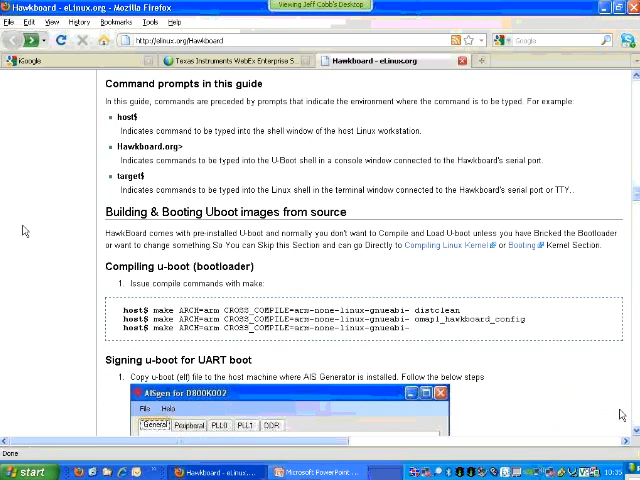 Hawkboard - eLinux.org - Mozilla Firefox
Viewing Jeff Cobb's Desktop
File Edit View History Bookmarks Tools Help
http://elinux.org/Hawkboard
Google
iGoogle
Texas Instruments WebEx Enterprise S...
Hawkboard - eLinux.org
Command prompts in this guide
In this guide, commands are preceded by prompts that indicate the environment where the command is to be typed. For example:
host$
Indicates command to be typed into the shell window of the host Linux workstation.
Hawkboard.org>
Indicates commands to be typed into the U-Boot shell in a console window connected to the Hawkboard's serial port.
target$
Indicates commands to be typed into the Linux shell in the terminal window connected to the Hawkboard's serial port or TTY..
Building & Booting Uboot images from source
HawkBoard comes with pre-installed U-boot and normally you don't want to Compile and Load U-boot unless you have Bricked the Bootloader
or want to change something.So You can Skip this Section and can go Directly to Compiling Linux Kernel or Booting Kernel Section.
Compiling u-boot (bootloader)
1. Issue compile commands with make:
host$ make ARCH=arm CROSS_COMPILE=arm-none-linux-gnueabi- distclean
host$ make ARCH=arm CROSS_COMPILE=arm-none-linux-gnueabi- omapl_hawkboard_config
host$ make ARCH=arm CROSS_COMPILE=arm-none-linux-gnueabi-
Signing u-boot for UART boot
1. Copy u-boot (elf) file to the host machine where AIS Generator is installed. Follow the below steps
AISgen for D800K002
File Help
General Peripheral PLL0 PLL1 DDR
Done
start
Hawkboard - eLinux....
Microsoft PowerPoint ...
10:35